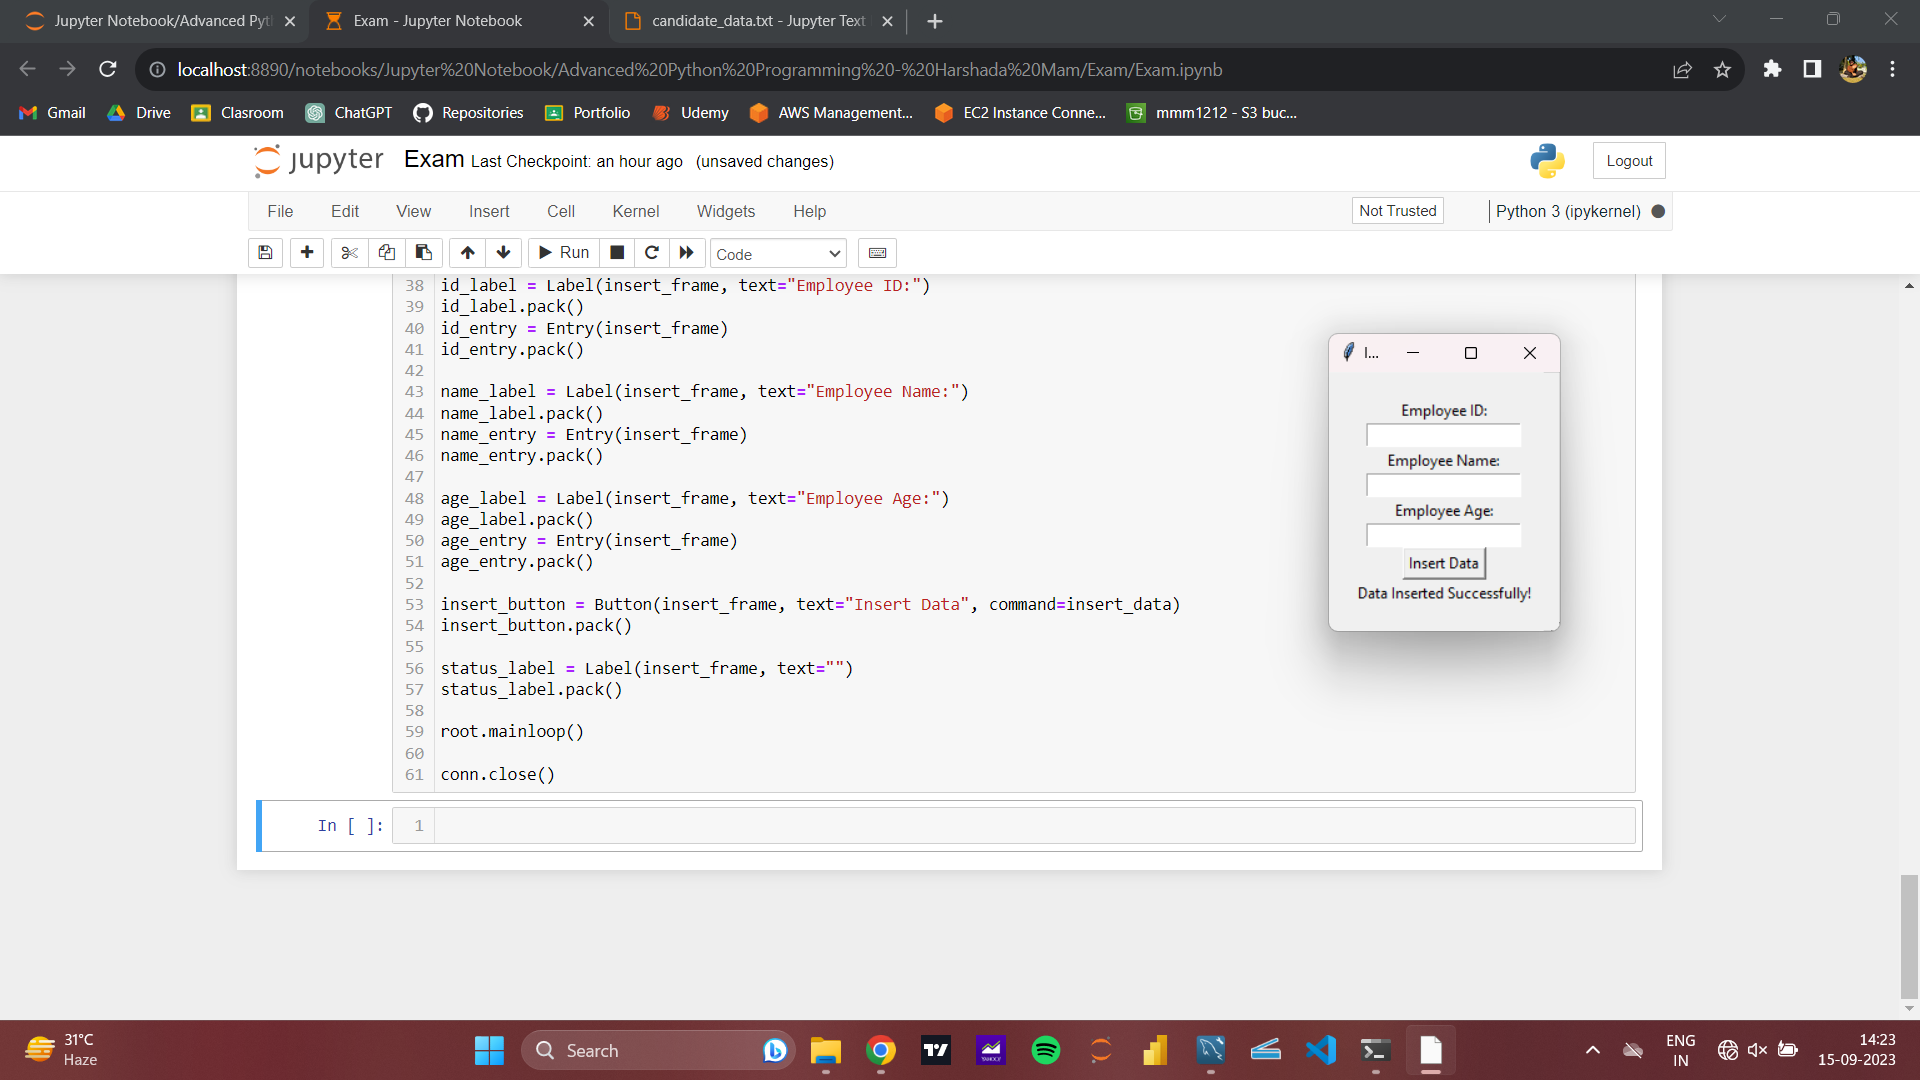 Jupyter Notebook/Advanced Pyt
Exam - Jupyter Notebook
candidate_data.txt - Jupyter Text
localhost:8890/notebooks/Jupyter%20Notebook/Advanced%20Python%20Programming%20-%20Harshada%20Mam/Exam/Exam.ipynb
Gmail Drive Clasroom ChatGPT Repositories Portfolio Udemy AWS Management... EC2 Instance Conne... mmm1212 - S3 buc...
jupyter Exam Last Checkpoint: an hour ago (unsaved changes) Logout
File Edit View Insert Cell Kernel Widgets Help Not Trusted Python 3 (ipykernel)
Run Code
38 id_label = Label(insert_frame, text="Employee ID:")
39 id_label.pack()
40 id_entry = Entry(insert_frame)
41 id_entry.pack()
42
43 name_label = Label(insert_frame, text="Employee Name:")
44 name_label.pack()
45 name_entry = Entry(insert_frame)
46 name_entry.pack()
47
48 age_label = Label(insert_frame, text="Employee Age:")
49 age_label.pack()
50 age_entry = Entry(insert_frame)
51 age_entry.pack()
52
53 insert_button = Button(insert_frame, text="Insert Data", command=insert_data)
54 insert_button.pack()
55
56 status_label = Label(insert_frame, text="")
57 status_label.pack()
58
59 root.mainloop()
60
61 conn.close()
I...
Employee ID:
Employee Name:
Employee Age:
Insert Data
Data Inserted Successfully!
In [ ]: 1
31°C
Haze
Search
ENG
IN
14:23
15-09-2023